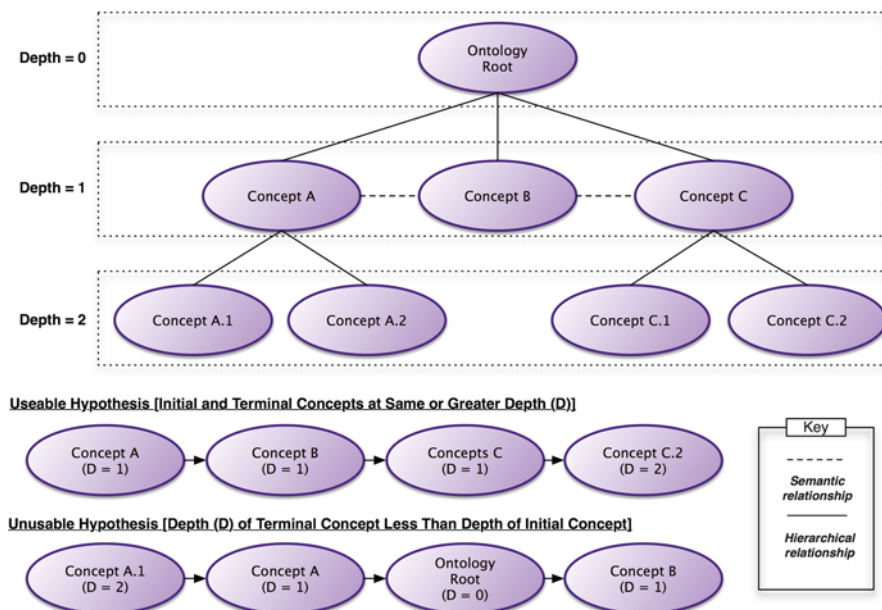 Depth = 0
Ontology
Root
Depth = 1
Concept A
Concept B
Concept C
Depth = 2
Concept A.1
Concept A.2
Concept C.1
Concept C.2
Useable Hypothesis [Initial and Terminal Concepts at Same or Greater Depth (D)]
Concept A
(D = 1)
Concept B
(D = 1)
Concepts C
(D = 1)
Concept C.2
(D = 2)
Unusable Hypothesis [Depth (D) of Terminal Concept Less Than Depth of Initial Concept]
Concept A.1
(D = 2)
Concept A
(D = 1)
Ontology
Root
(D = 0)
Concept B
(D = 1)
Key
Semantic
relationship
Hierarchical
relationship